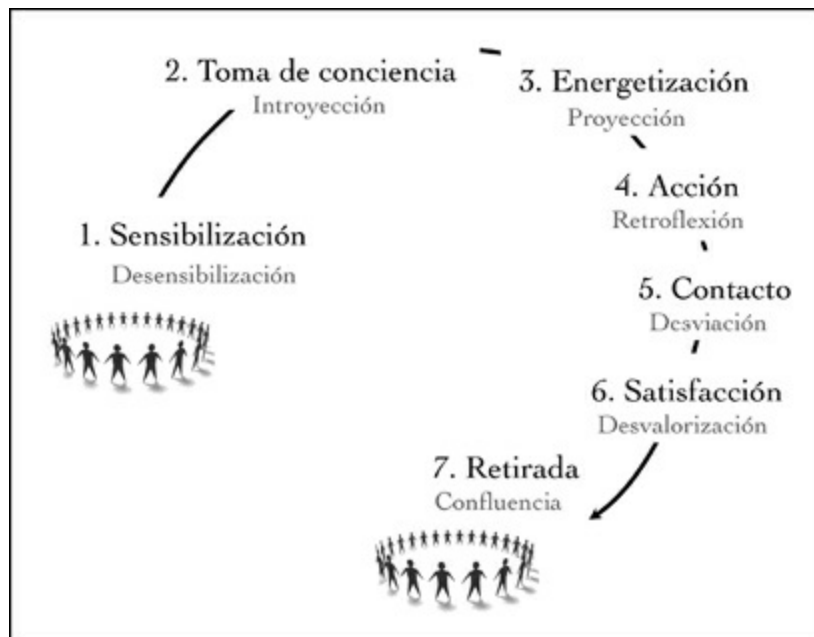 2. Toma de conciencia
Introyección
3. Energetización
Proyección
4. Acción
Retroflexión
1. Sensibilización
Desensibilización
5. Contacto
Desviación
6. Satisfacción
Desvalorización
7. Retirada
Confluencia